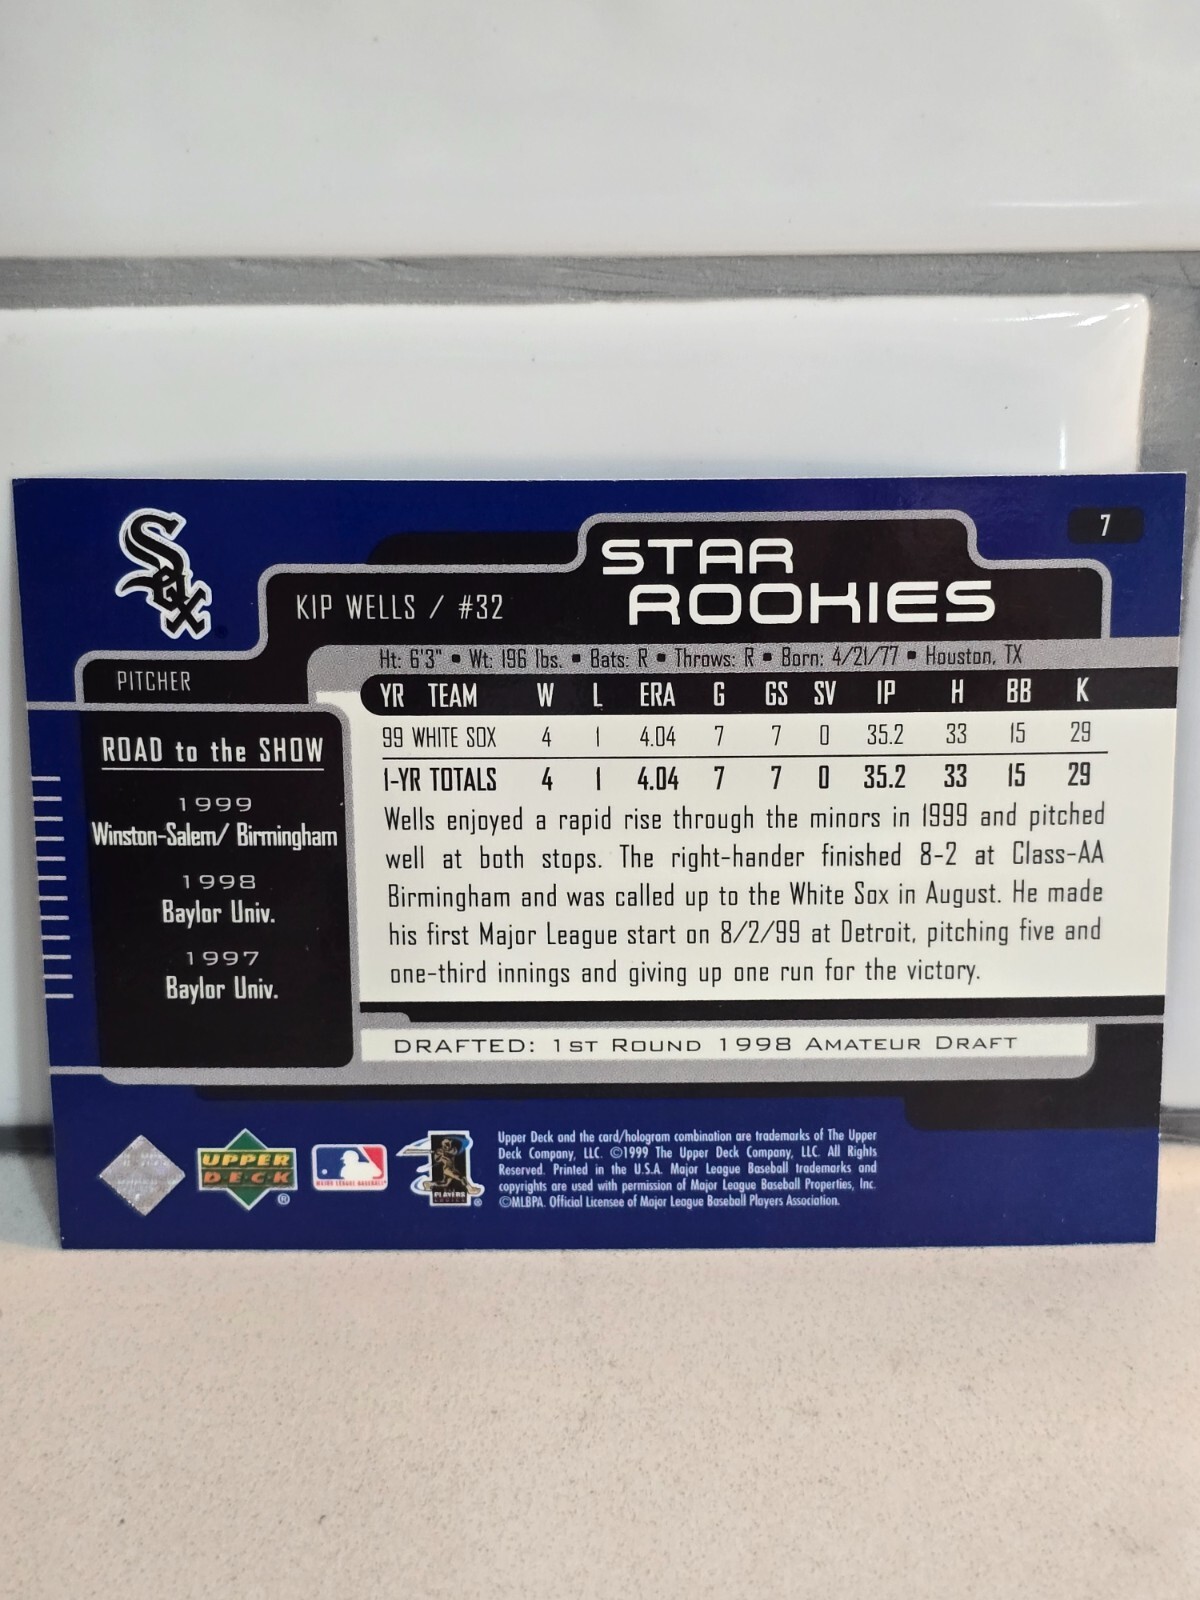 Sox
7
STAR
ROOKIES
KIP WELLS / #32
Ht: 6'3" • Wt: 196 lbs. • Bats: R • Throws: R • Born: 4/21/77 • Houston, TX
PITCHER
YR TEAM W L ERA G GS SV IP H BB K
99 WHITE SOX 4 1 4.04 7 7 0 35.2 33 15 29
1-YR TOTALS 4 1 4.04 7 7 0 35.2 33 15 29
ROAD to the SHOW
1999
Winston-Salem/ Birmingham
1998
Baylor Univ.
1997
Baylor Univ.
Wells enjoyed a rapid rise through the minors in 1999 and pitched
well at both stops. The right-hander finished 8-2 at Class-AA
Birmingham and was called up to the White Sox in August. He made
his first Major League start on 8/2/99 at Detroit, pitching five and
one-third innings and giving up one run for the victory.
DRAFTED: 1ST ROUND 1998 AMATEUR DRAFT
UPPER
DECK
®
MAJOR LEAGUE BASEBALL
PLAYERS
CHOICE
Upper Deck and the card/hologram combination are trademarks of The Upper
Deck Company, LLC. ©1999 The Upper Deck Company, LLC. All Rights
Reserved. Printed in the U.S.A. Major League Baseball trademarks and
copyrights are used with permission of Major League Baseball Properties, Inc.
©MLBPA. Official Licensee of Major League Baseball Players Association.